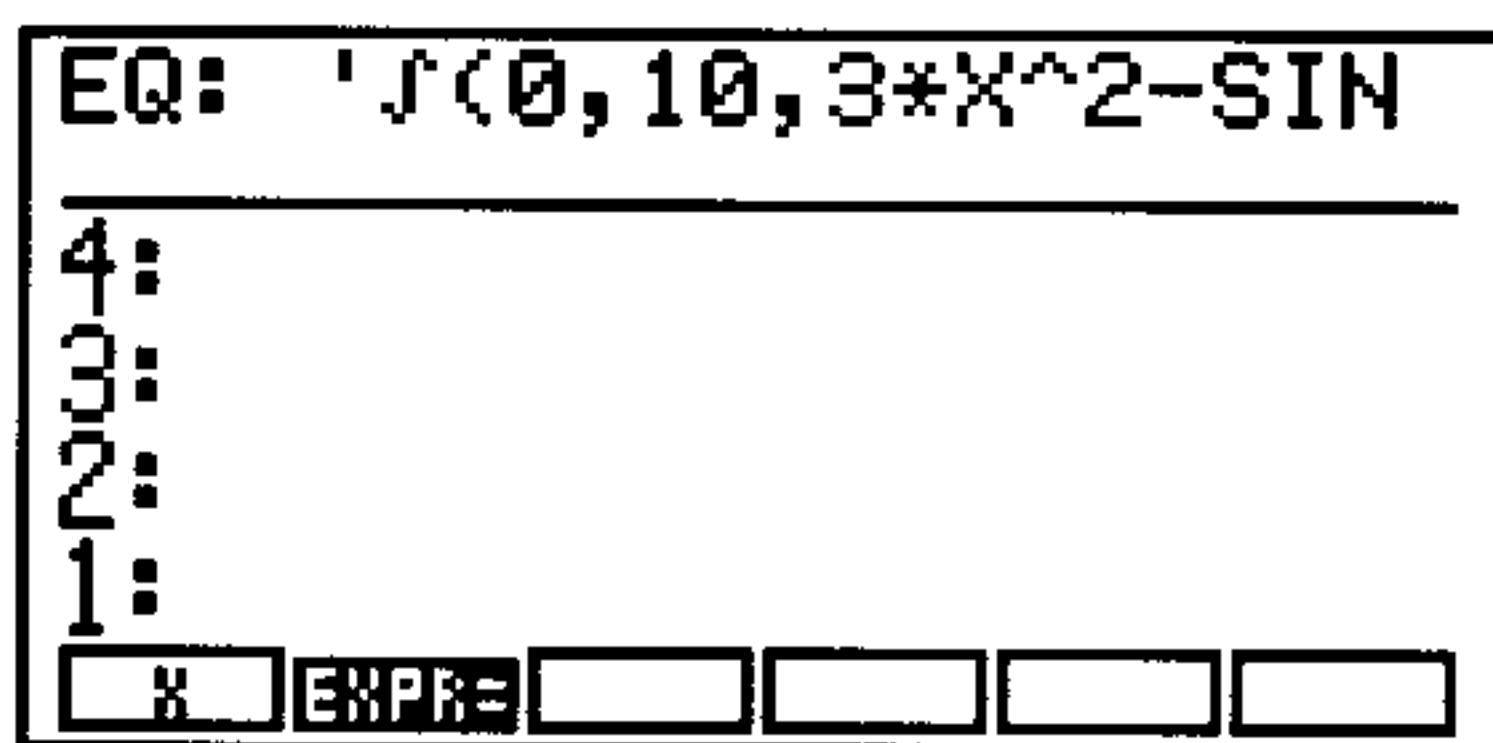 EQ: '∫(0,10,3*X^2-SIN
4:
3:
2:
1:
X EXPR=